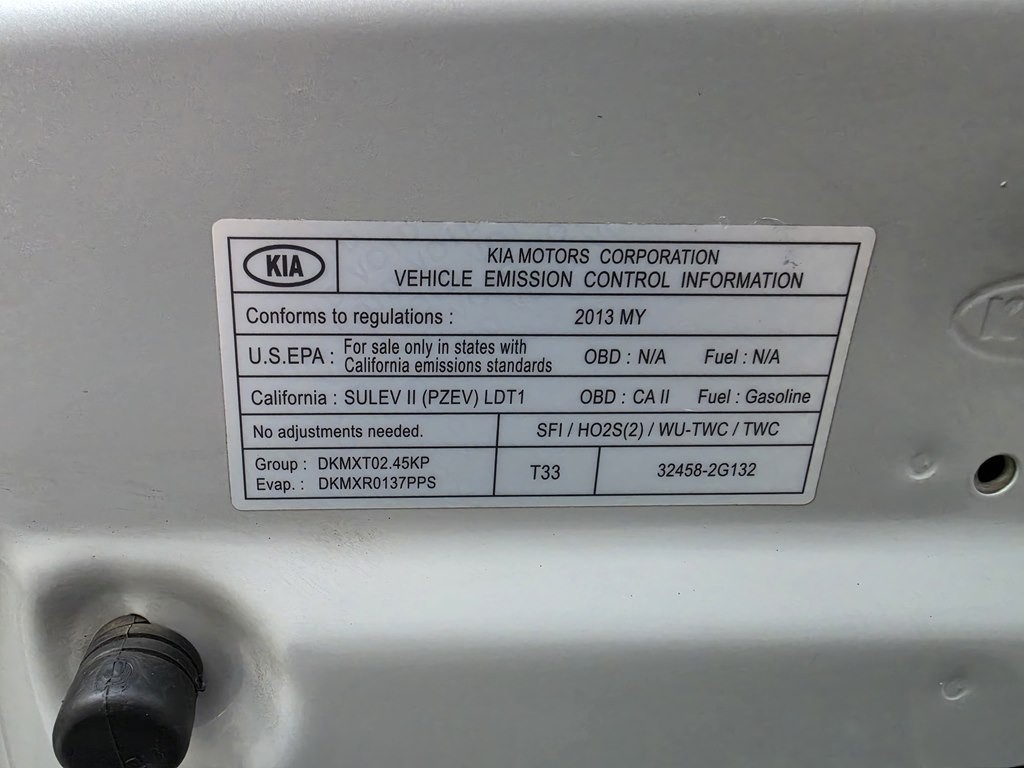 KIA
KIA MOTORS CORPORATION
VEHICLE EMISSION CONTROL INFORMATION
Conforms to regulations : 2013 MY
U.S.EPA : For sale only in states with
California emissions standards OBD : N/A Fuel : N/A
California : SULEV II (PZEV) LDT1 OBD : CA II Fuel : Gasoline
No adjustments needed. SFI / HO2S(2) / WU-TWC / TWC
Group : DKMXT02.45KP
Evap. : DKMXR0137PPS
T33 32458-2G132